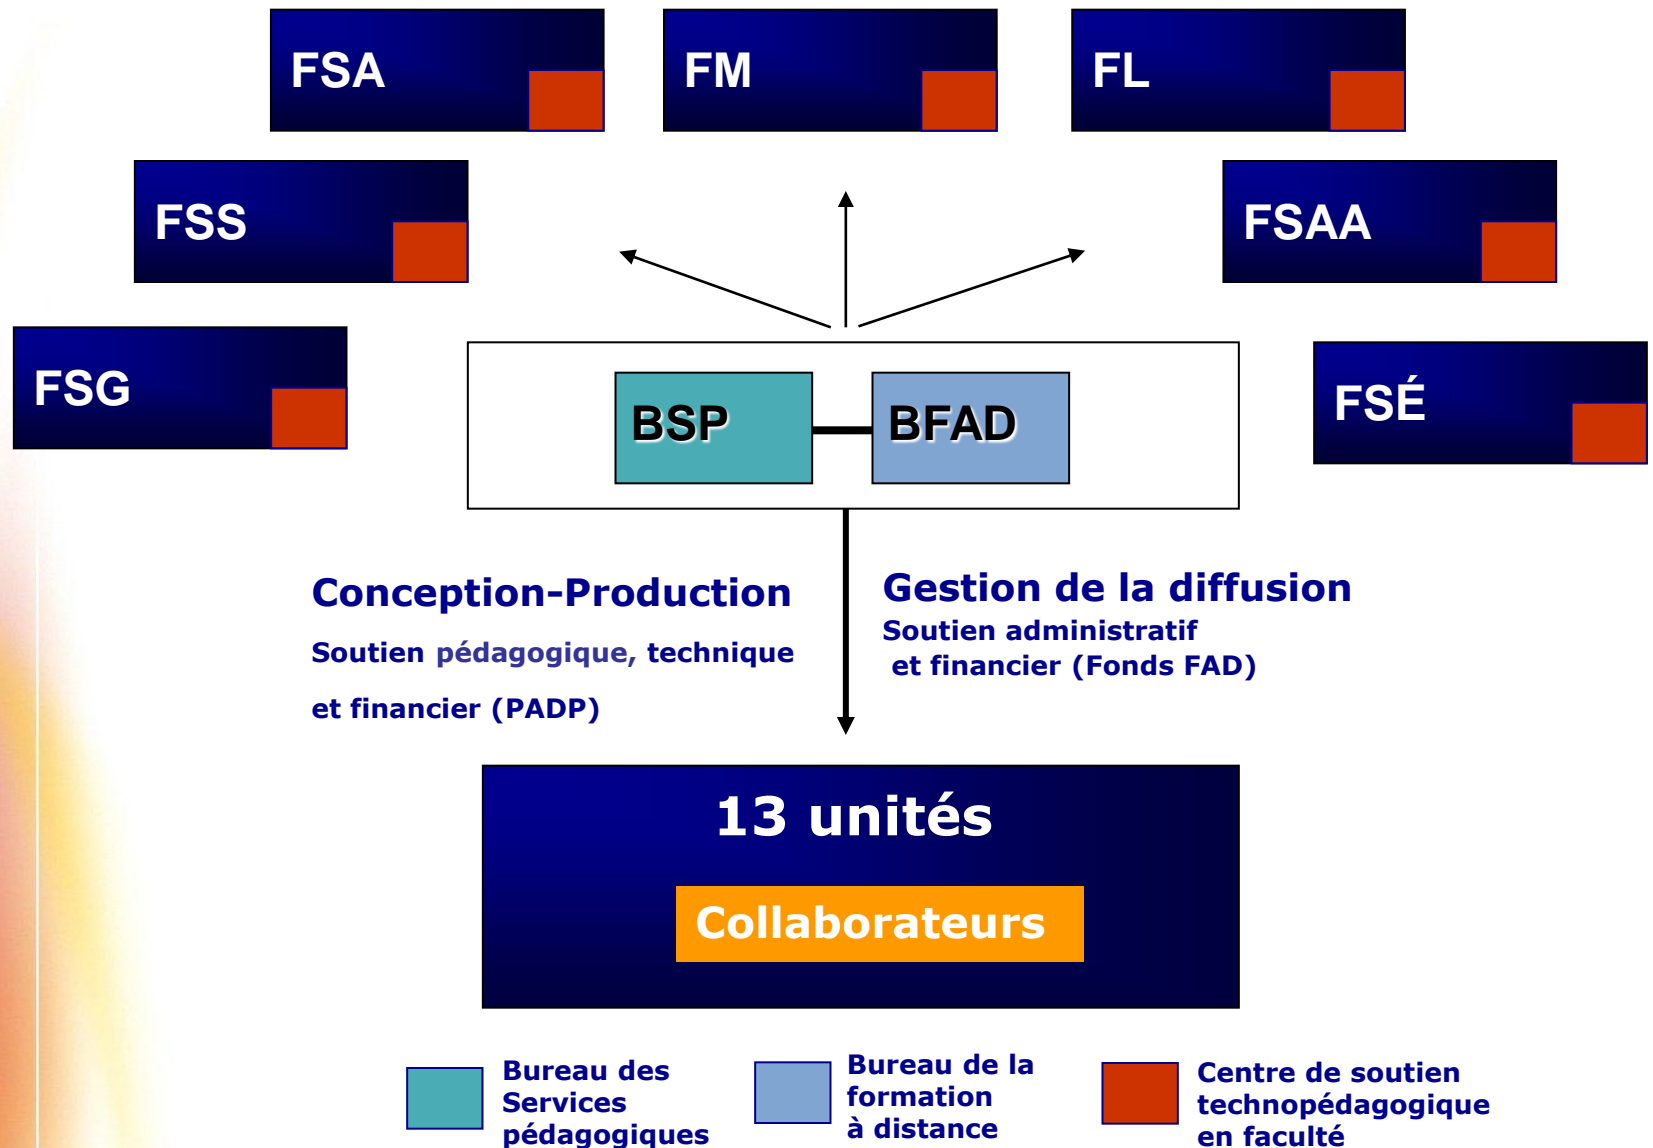 FSA
FM
FL
FSS
FSAA
FSG
FSÉ
BSP
BFAD
Conception-Production
Soutien pédagogique, technique
et financier (PADP)
Gestion de la diffusion
Soutien administratif
et financier (Fonds FAD)
13 unités
Collaborateurs
Bureau des
Services
pédagogiques
Bureau de la
formation
à distance
Centre de soutien
technopédagogique
en faculté